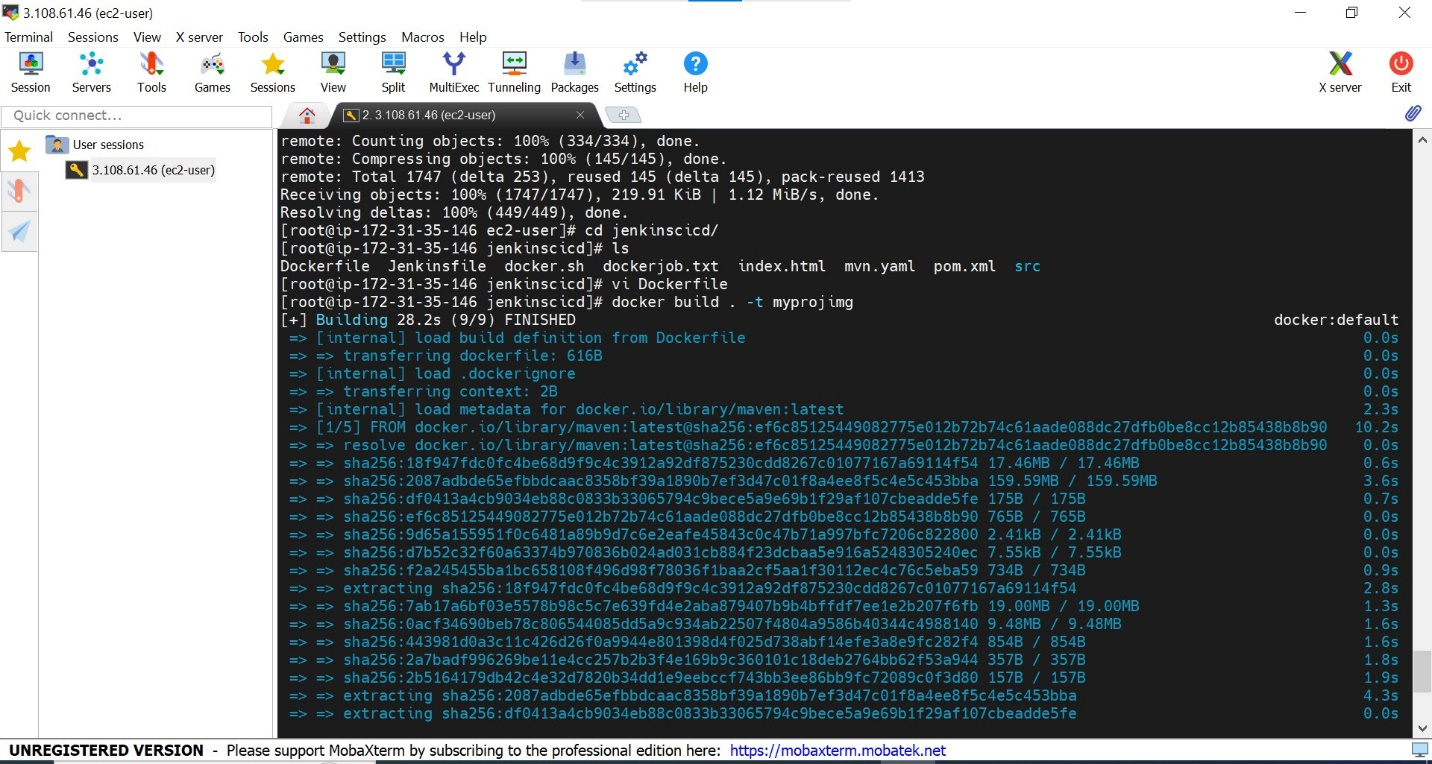 3.108.61.46 (ec2-user)
Terminal Sessions View X server Tools Games Settings Macros Help
Session Servers Tools Games Sessions View Split MultiExec Tunneling Packages Settings Help X server Exit
Quick connect...
2. 3.108.61.46 (ec2-user)
User sessions
3.108.61.46 (ec2-user)
remote: Counting objects: 100% (334/334), done.
remote: Compressing objects: 100% (145/145), done.
remote: Total 1747 (delta 253), reused 145 (delta 145), pack-reused 1413
Receiving objects: 100% (1747/1747), 219.91 KiB | 1.12 MiB/s, done.
Resolving deltas: 100% (449/449), done.
[root@ip-172-31-35-146 ec2-user]# cd jenkinscicd/
[root@ip-172-31-35-146 jenkinscicd]# ls
Dockerfile Jenkinsfile docker.sh dockerjob.txt index.html mvn.yaml pom.xml src
[root@ip-172-31-35-146 jenkinscicd]# vi Dockerfile
[root@ip-172-31-35-146 jenkinscicd]# docker build . -t myprojimg
[+] Building 28.2s (9/9) FINISHED docker:default
=> [internal] load build definition from Dockerfile 0.0s
=> => transferring dockerfile: 616B 0.0s
=> [internal] load .dockerignore 0.0s
=> => transferring context: 2B 0.0s
=> [internal] load metadata for docker.io/library/maven:latest 2.3s
=> [1/5] FROM docker.io/library/maven:latest@sha256:ef6c85125449082775e012b72b74c61aade088dc27dfb0be8cc12b85438b8b90 10.2s
=> => resolve docker.io/library/maven:latest@sha256:ef6c85125449082775e012b72b74c61aade088dc27dfb0be8cc12b85438b8b90 0.0s
=> => sha256:18f947fdc0fc4be68d9f9c4c3912a92df875230cdd8267c01077167a69114f54 17.46MB / 17.46MB 0.6s
=> => sha256:2087adbde65efbbdcaac8358bf39a1890b7ef3d47c01f8a4ee8f5c4e5c453bba 159.59MB / 159.59MB 3.6s
=> => sha256:df0413a4cb9034eb88c0833b33065794c9bece5a9e69b1f29af107cbeadde5fe 175B / 175B 0.7s
=> => sha256:ef6c85125449082775e012b72b74c61aade088dc27dfb0be8cc12b85438b8b90 765B / 765B 0.0s
=> => sha256:9d65a155951f0c6481a89b9d7c6e2eafe45843c0c47b71a997bfc7206c822800 2.41kB / 2.41kB 0.0s
=> => sha256:d7b52c32f60a63374b970836b024ad031cb884f23dcbaa5e916a5248305240ec 7.55kB / 7.55kB 0.0s
=> => sha256:f2a245455ba1bc658108f496d98f78036f1baa2cf5aa1f30112ec4c76c5eba59 734B / 734B 0.9s
=> => extracting sha256:18f947fdc0fc4be68d9f9c4c3912a92df875230cdd8267c01077167a69114f54 2.8s
=> => sha256:7ab17a6bf03e5578b98c5c7e639fd4e2aba879407b9b4bffdf7ee1e2b207f6fb 19.00MB / 19.00MB 1.3s
=> => sha256:0acf34690beb78c806544085dd5a9c934ab22507f4804a9586b40344c4988140 9.48MB / 9.48MB 1.6s
=> => sha256:443981d0a3c11c426d26f0a9944e801398d4f025d738abf14efe3a8e9fc282f4 854B / 854B 1.6s
=> => sha256:2a7badf996269be11e4cc257b2b3f4e169b9c360101c18deb2764bb62f53a944 357B / 357B 1.8s
=> => sha256:2b5164179db42c4e32d7820b34dd1e9eebccf743bb3ee86bb9fc72089c0f3d80 157B / 157B 1.9s
=> => extracting sha256:2087adbde65efbbdcaac8358bf39a1890b7ef3d47c01f8a4ee8f5c4e5c453bba 4.3s
=> => extracting sha256:df0413a4cb9034eb88c0833b33065794c9bece5a9e69b1f29af107cbeadde5fe 0.0s
UNREGISTERED VERSION - Please support MobaXterm by subscribing to the professional edition here: https://mobaxterm.mobatek.net